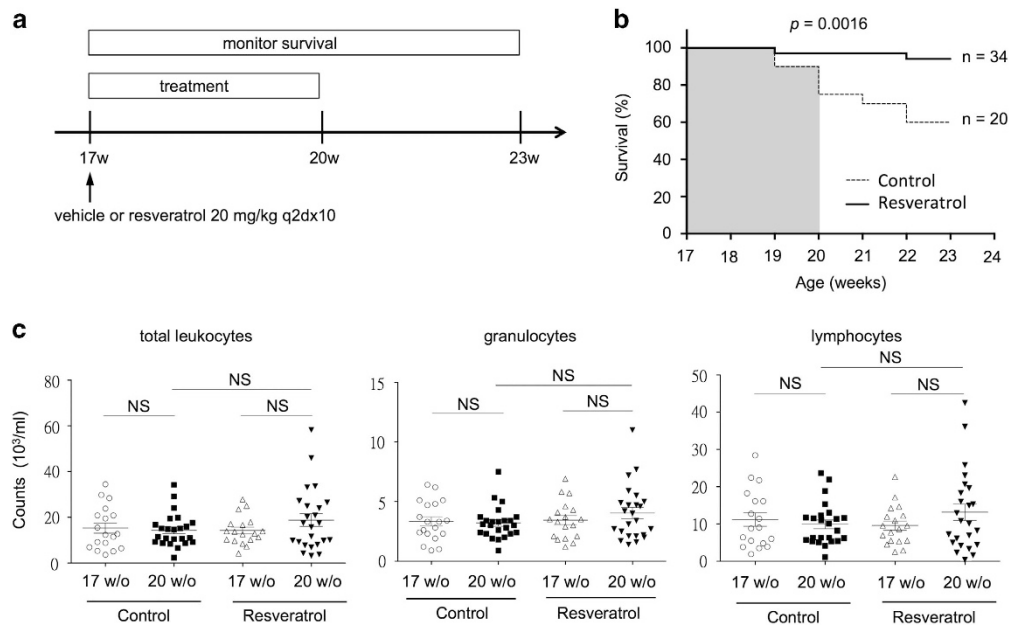 a
monitor survival
treatment
17w 20w 23w
vehicle or resveratrol 20 mg/kg q2dx10
b
p = 0.0016
Survival (%)
100
80
60
40
20
0
n = 34
n = 20
Control
Resveratrol
17 18 19 20 21 22 23 24
Age (weeks)
c
total leukocytes
Counts (10³/ml)
80
60
40
20
0
NS
NS NS
17 w/o 20 w/o 17 w/o 20 w/o
Control Resveratrol
granulocytes
15
10
5
0
NS
NS NS
17 w/o 20 w/o 17 w/o 20 w/o
Control Resveratrol
lymphocytes
50
40
30
20
10
0
NS
NS NS
17 w/o 20 w/o 17 w/o 20 w/o
Control Resveratrol